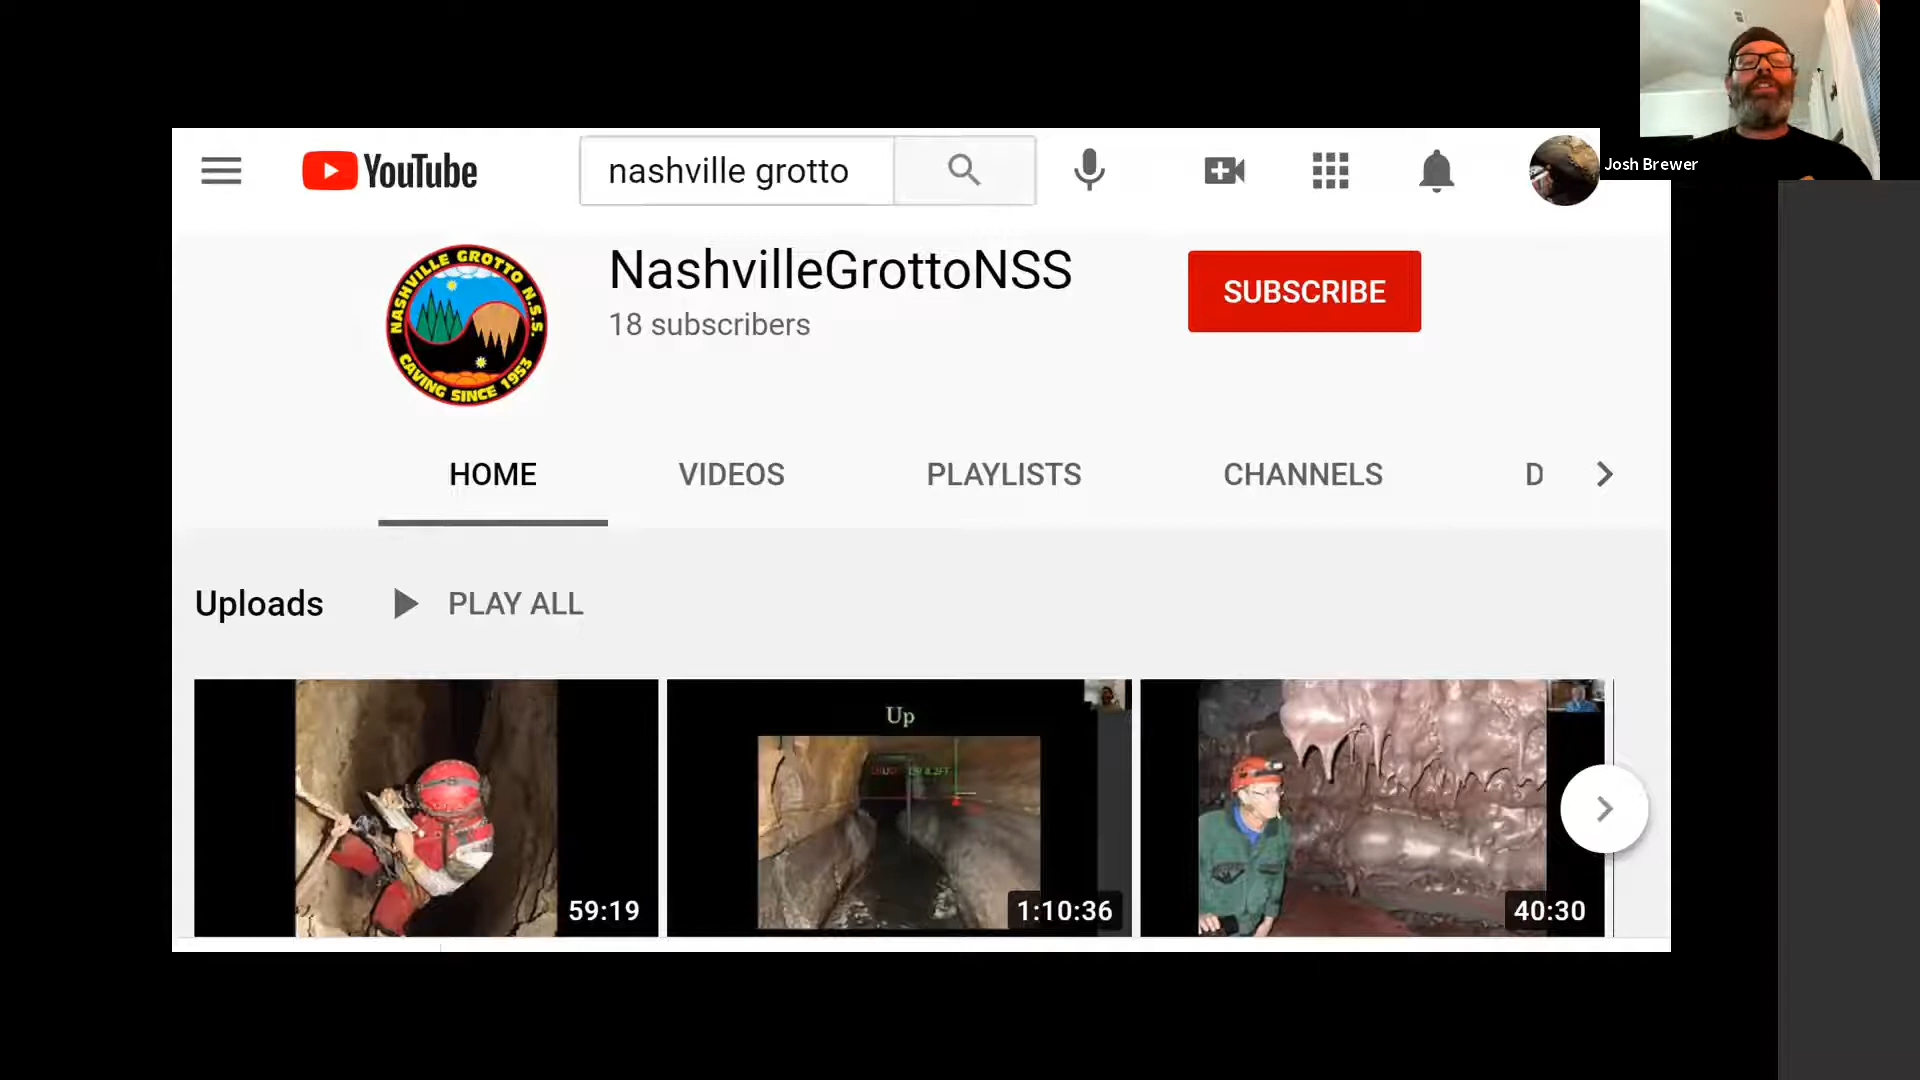 YouTube
nashville grotto
Josh Brewer
NASHVILLE GROTTO N.S.S.
CAVING SINCE 1953
NashvilleGrottoNSS
18 subscribers
SUBSCRIBE
HOME VIDEOS PLAYLISTS CHANNELS D
Uploads PLAY ALL
Up
59:19
1:10:36
40:30